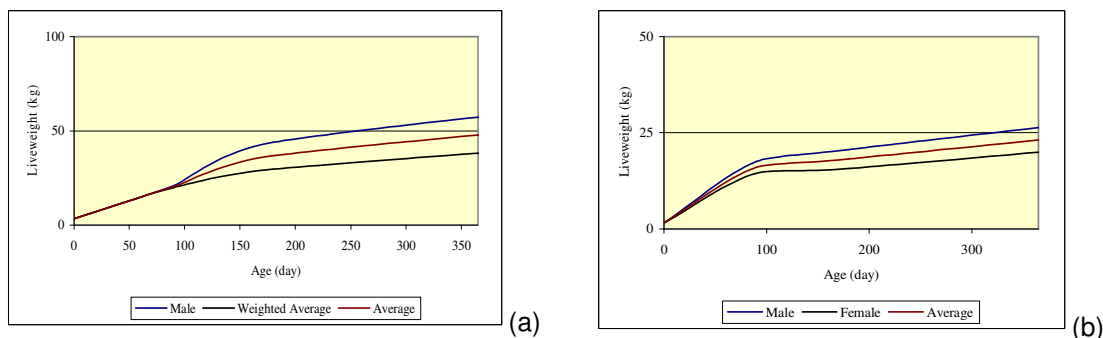 100
50
0
Liveweight (kg)
0 50 100 150 200 250 300 350
Age (day)
Male Weighted Average Average
(a)
50
25
0
Liveweight (kg)
0 100 200 300
Age (day)
Male Female Average
(b)